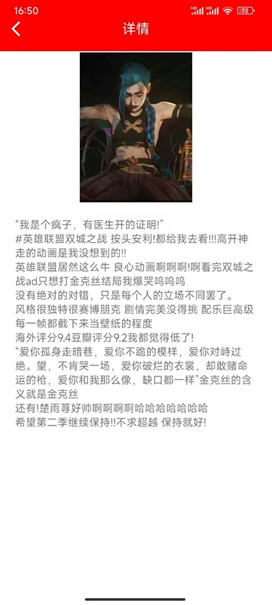 16:50
72
详情
“我是个疯子，有医生开的证明!”
#英雄联盟双城之战 按头安利!都给我去看!!!高开神
走的动画是我没想到的!!
英雄联盟居然这么牛 良心动画啊啊啊!啊看完双城之
战ad只想打金克丝结局我爆哭呜呜呜
没有绝对的对错，只是每个人的立场不同罢了。
风格很独特很赛博朋克 剧情完美没得挑 配乐巨高级
每一帧都截下来当壁纸的程度
海外评分9.4豆瓣评分9.2我都觉得低了!
“爱你孤身走暗巷，爱你不跪的模样，爱你对峙过
绝。望，不肯哭一场，爱你破烂的衣裳，却敢赌命
运的枪，爱你和我那么像，缺口都一样”金克丝的含
义就是金克丝
还有!楚雨荨好帅啊啊啊啊哈哈哈哈哈哈哈
希望第二季继续保持!!不求超越 保持就好!